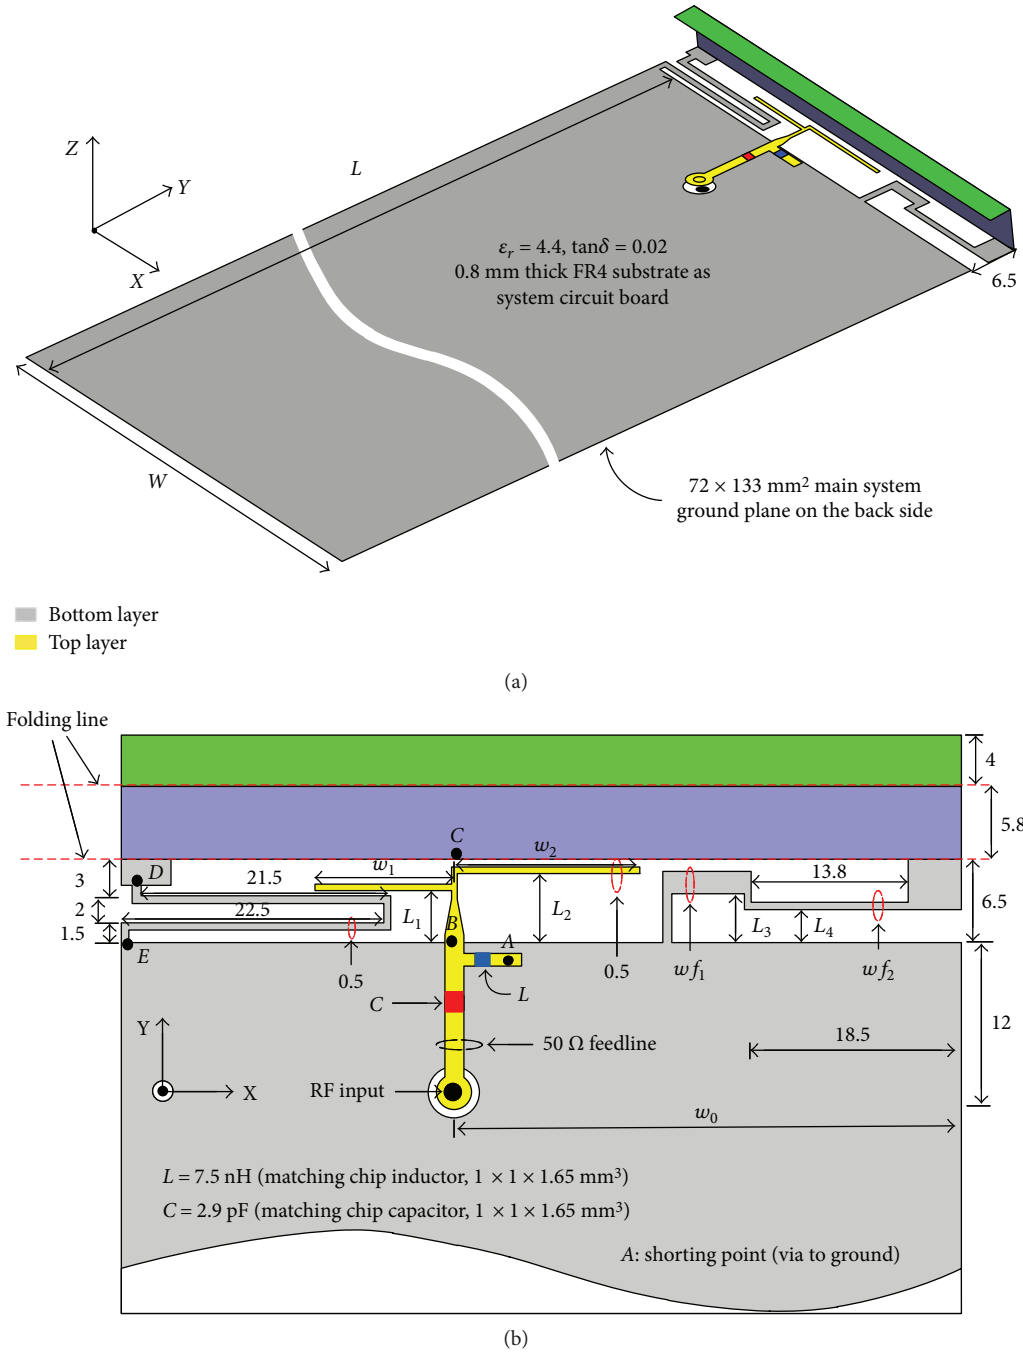 Z
Y
X
L
W
εr = 4.4, tanδ = 0.02
0.8 mm thick FR4 substrate as
system circuit board
6.5
72 × 133 mm² main system
ground plane on the back side
Bottom layer
Top layer
(a)
Folding line
4
5.8
C
w1
w2
D
3
21.5
13.8
6.5
2
22.5
L1
L2
L3
L4
1.5
B
A
E
0.5
0.5
wf1
wf2
L
C
12
Y
50 Ω feedline
18.5
X
RF input
w0
L = 7.5 nH (matching chip inductor, 1 × 1 × 1.65 mm³)
C = 2.9 pF (matching chip capacitor, 1 × 1 × 1.65 mm³)
A: shorting point (via to ground)
(b)